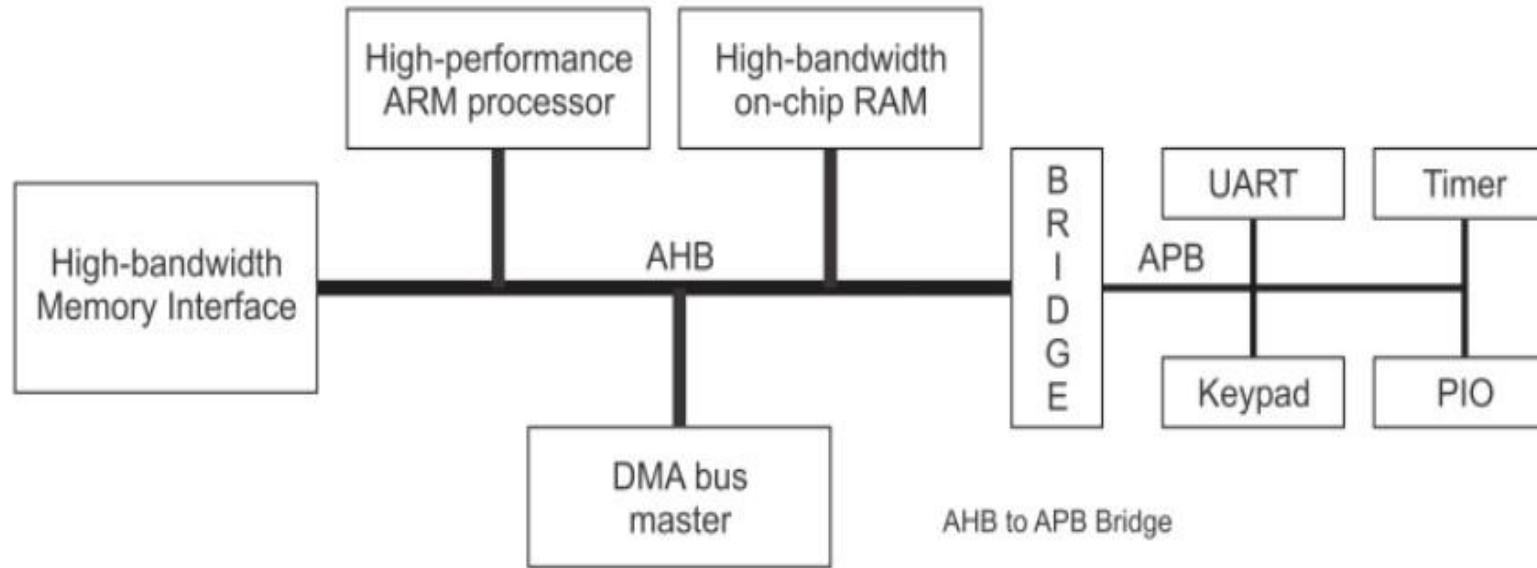 High-performance
ARM processor
High-bandwidth
on-chip RAM
High-bandwidth
Memory Interface
AHB
B
R
I
D
G
E
APB
UART
Timer
Keypad
PIO
DMA bus
master
AHB to APB Bridge